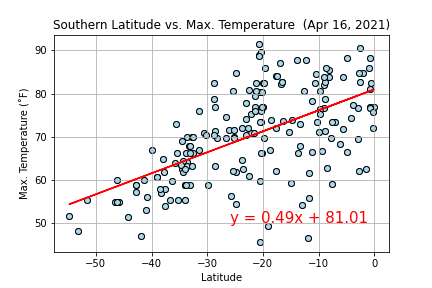 Southern Latitude vs. Max. Temperature  (Apr 16, 2021)
Max. Temperature (˚F)
90
80
70
60
50
y = 0.49x + 81.01
−50
−40
−30
−20
−10
0
Latitude